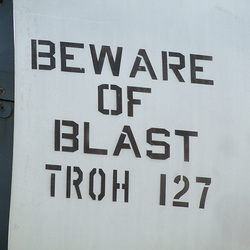 BEWARE
OF
BLAST
TROH 127